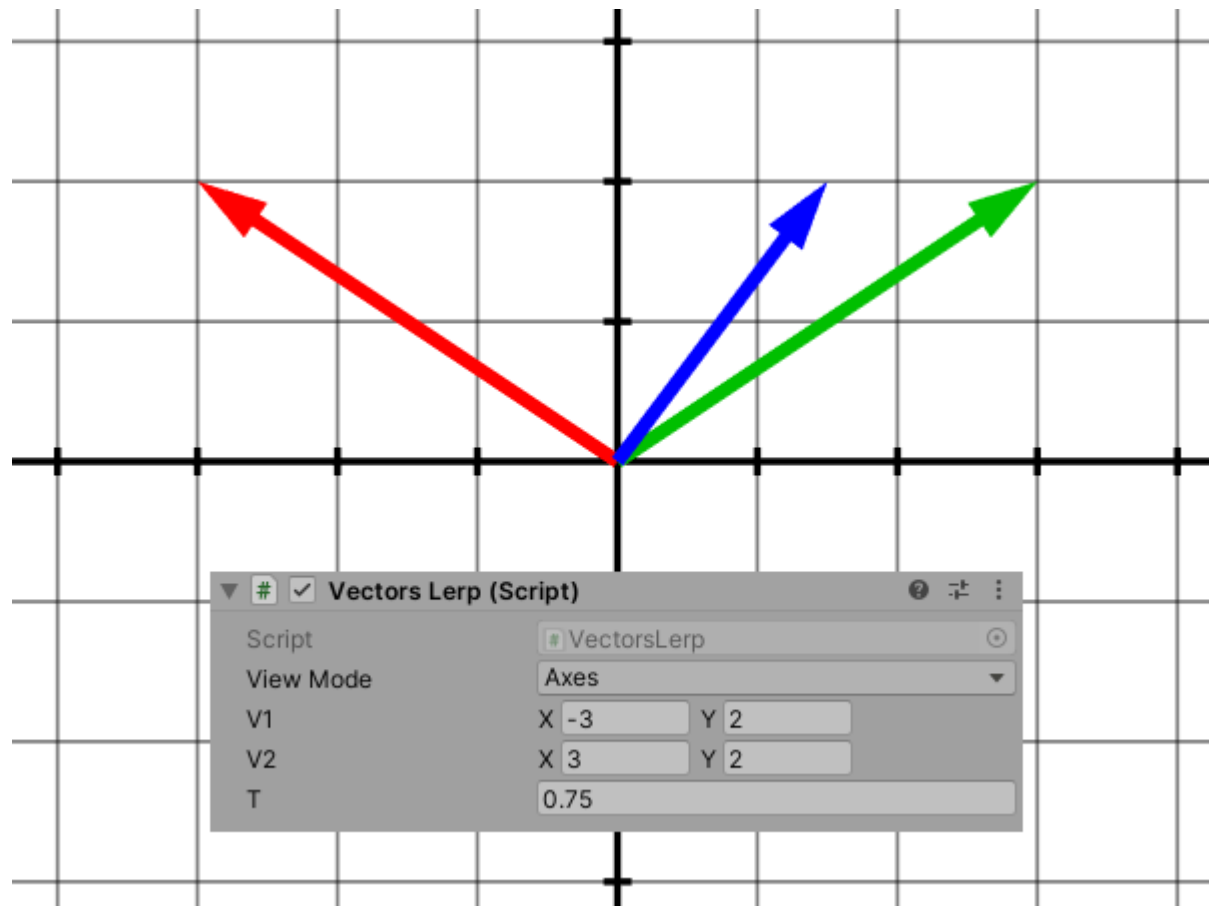 # Vectors Lerp (Script)
Script # VectorsLerp
View Mode Axes
V1 X -3 Y 2
V2 X 3 Y 2
T 0.75